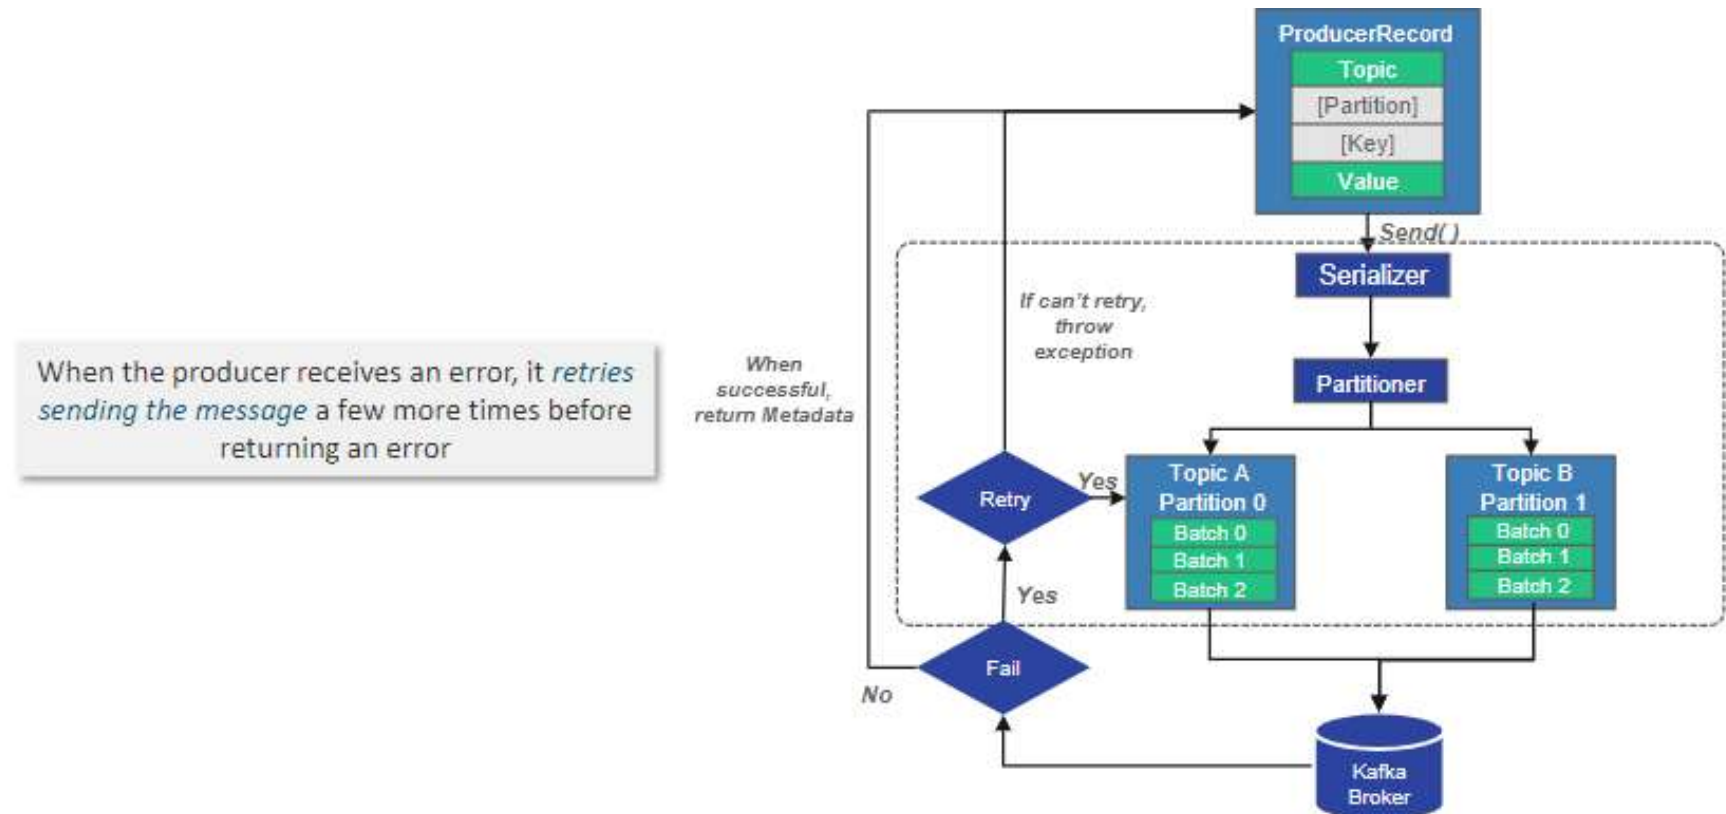 ProducerRecord
Topic
[Partition]
[Key]
Value
Send( )
Serializer
If can't retry,
throw
exception
When the producer receives an error, it retries
sending the message a few more times before
returning an error
When
successful,
return Metadata
Partitioner
Retry
Yes
Topic A
Partition 0
Batch 0
Batch 1
Batch 2
Topic B
Partition 1
Batch 0
Batch 1
Batch 2
Yes
Fail
No
Kafka
Broker